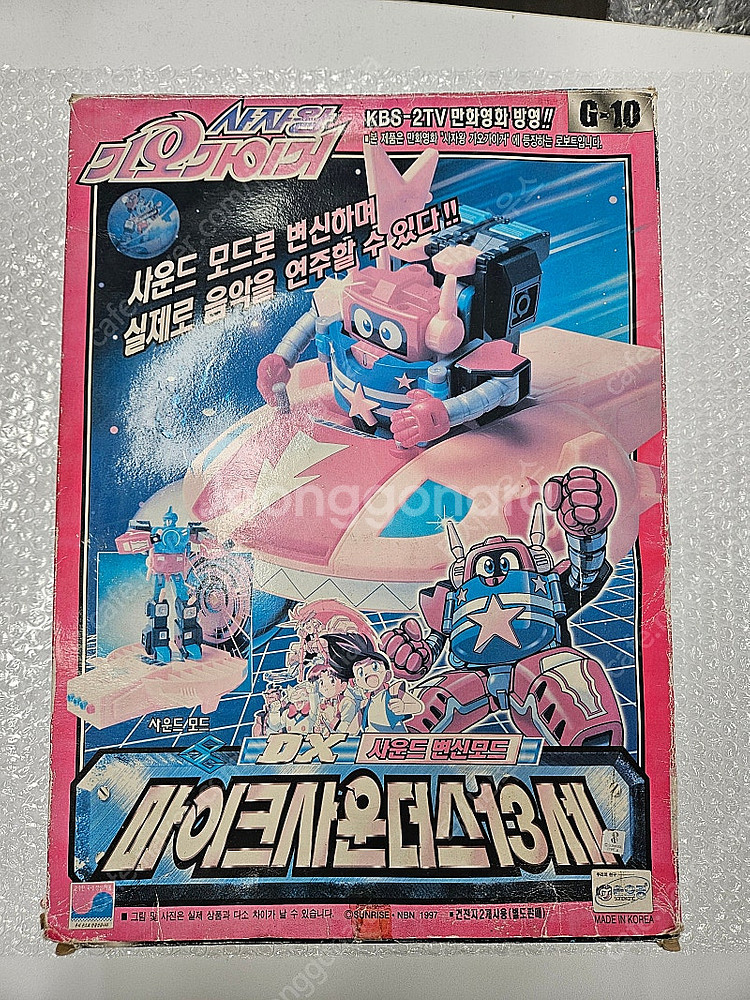 사자왕
가오가이거
KBS-2TV 만화영화 방영!!
G-10
■본 제품은 만화영화 '사자왕 가오가이거' 에 등장하는 로보트입니다.
사운드 모드로 변신하며
실제로 음악을 연주할 수 있다!!
joonggonara
사운드 모드
DX 사운드 변신모드
마이크사운더스13세
■ 그림 및 사진은 실제 상품과 다소 차이가 날 수 있습니다. ©SUNRISE·NBN 1997 ■건전지2개사용(별도판매)
MADE IN KOREA